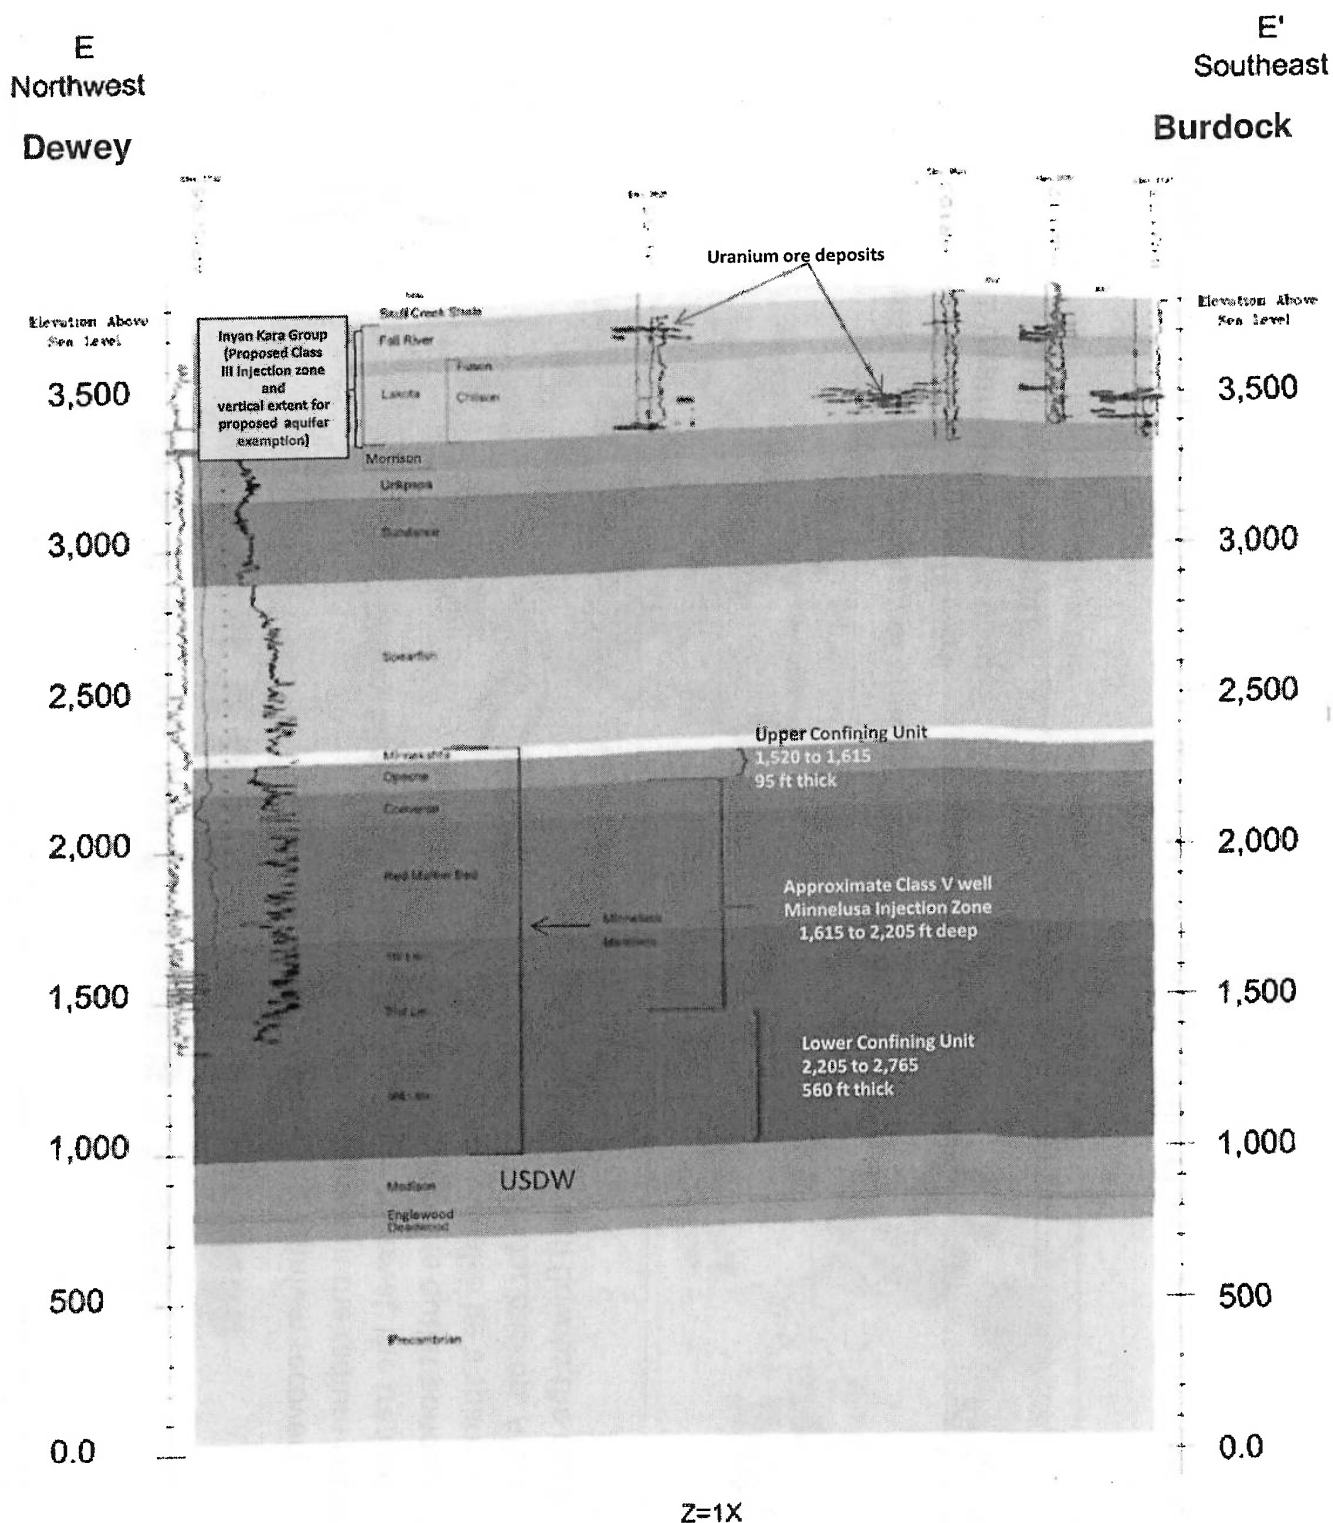 E
Northwest
Dewey
E'
Southeast
Burdock
Uranium ore deposits
Elevation Above
Sea Level
Elevation Above
Sea Level
Skull Creek Shale
Inyan Kara Group
(Proposed Class
III Injection zone
and
vertical extent for
proposed aquifer
exemption)
Fall River
Fuson
Lakota
Chilson
Morrison
Unkpapa
Sundance
Spearfish
Minnekahta
Opeche
Converse
Red Marker Bed
Minnelusa
Madison
Englewood
Deadwood
Precambrian
Upper Confining Unit
1,520 to 1,615
95 ft thick
Approximate Class V well
Minnelusa Injection Zone
1,615 to 2,205 ft deep
Lower Confining Unit
2,205 to 2,765
560 ft thick
USDW
3,500
3,000
2,500
2,000
1,500
1,000
500
0.0
3,500
3,000
2,500
2,000
1,500
1,000
500
0.0
Z=1X